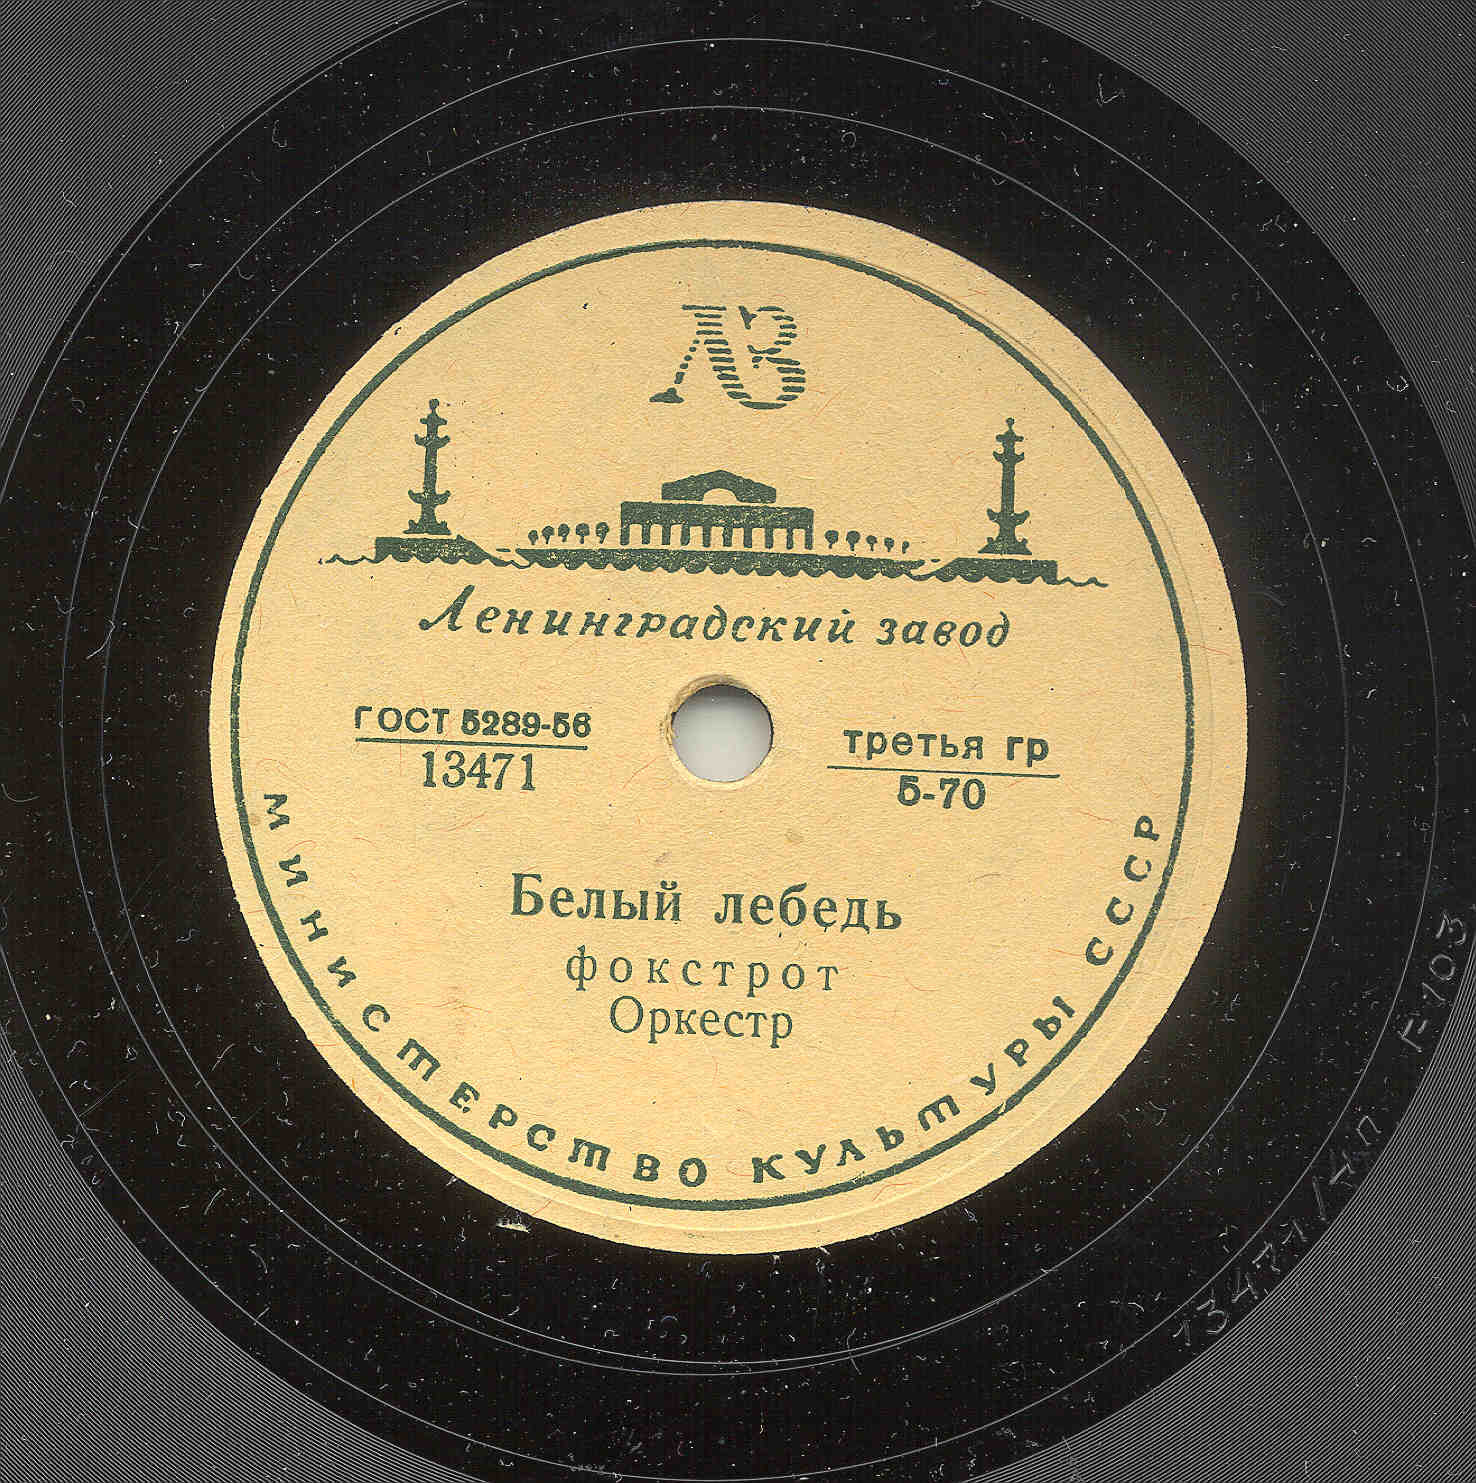 ЛЗ
Ленинградский завод
ГОСТ 5289-56
13471
третья гр
5-70
Белый лебедь
фокстрот
Оркестр
МИНИСТЕРСТВО КУЛЬТУРЫ СССР